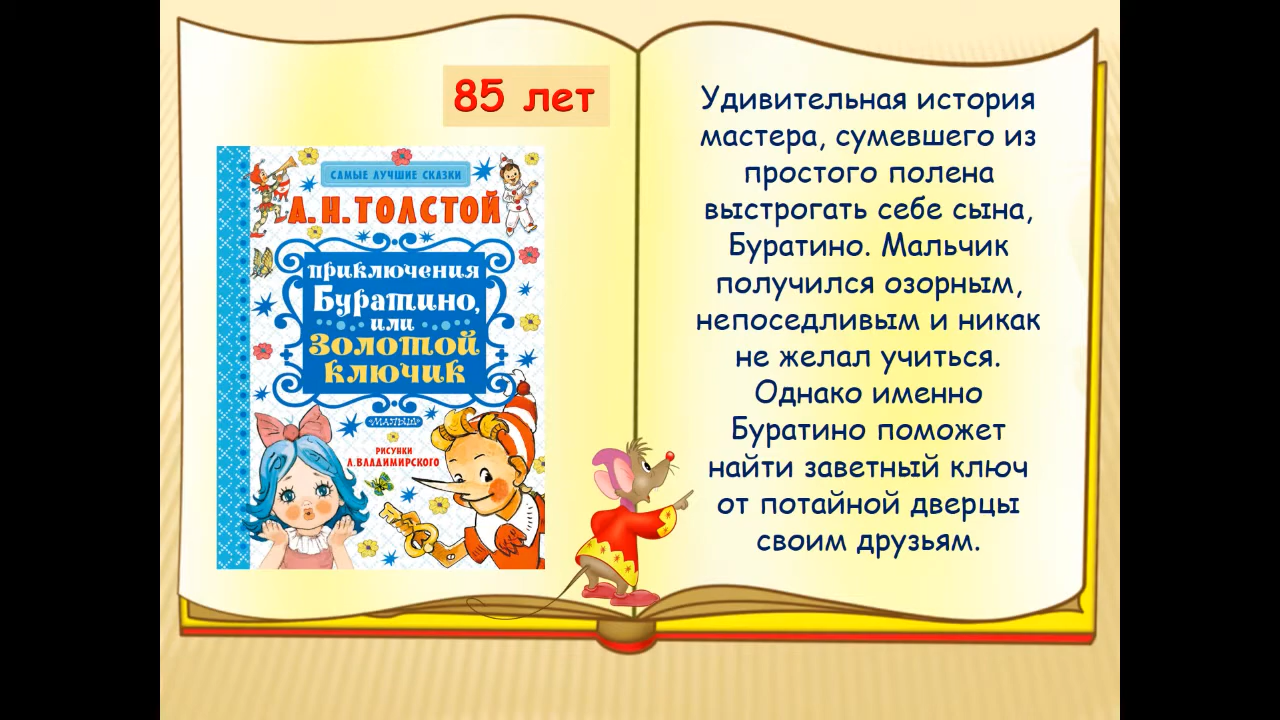 85 лет
САМЫЕ ЛУЧШИЕ СКАЗКИ
А.Н.ТОЛСТОЙ
приключения
Буратино,
или
Золотой
ключик
«МАЛЫШ»
РИСУНКИ
Л.ВЛАДИМИРСКОГО
Удивительная история
мастера, сумевшего из
простого полена
выстрогать себе сына,
Буратино. Мальчик
получился озорным,
непоседливым и никак
не желал учиться.
Однако именно
Буратино поможет
найти заветный ключ
от потайной дверцы
своим друзьям.